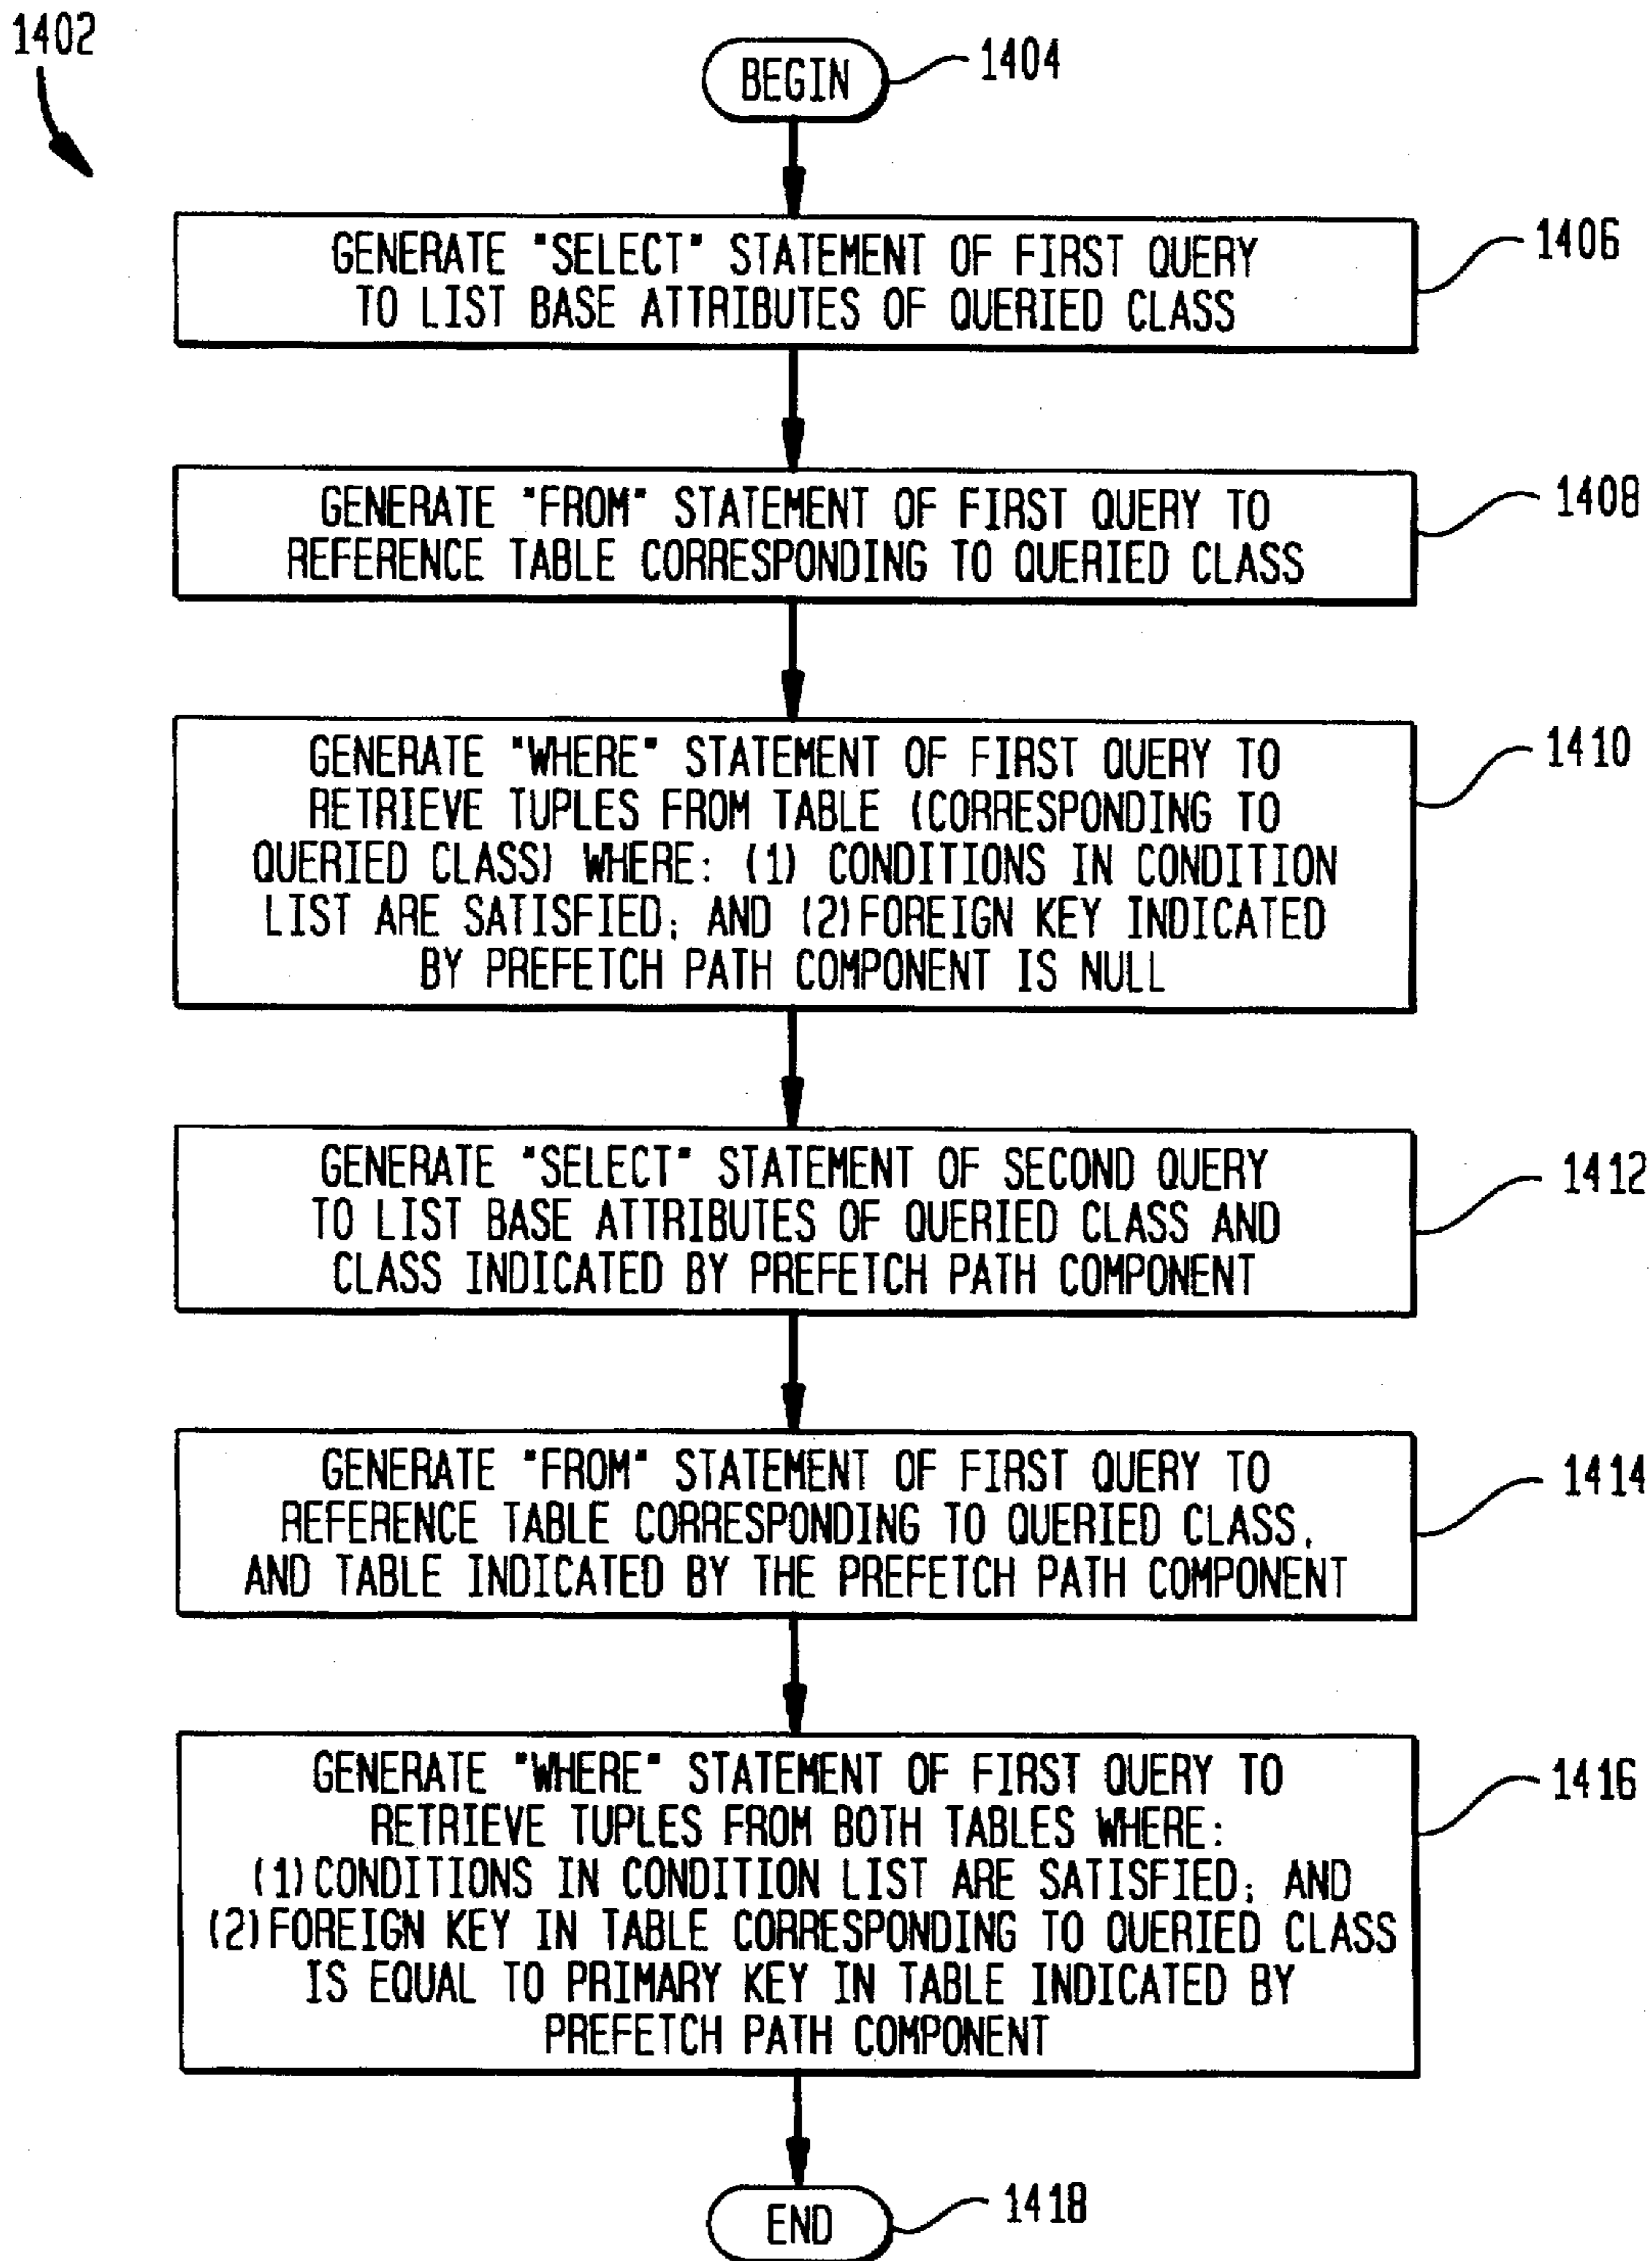 1402
BEGIN
1404
GENERATE "SELECT" STATEMENT OF FIRST QUERY
TO LIST BASE ATTRIBUTES OF QUERIED CLASS
1406
GENERATE "FROM" STATEMENT OF FIRST QUERY TO
REFERENCE TABLE CORRESPONDING TO QUERIED CLASS
1408
GENERATE "WHERE" STATEMENT OF FIRST QUERY TO
RETRIEVE TUPLES FROM TABLE (CORRESPONDING TO
QUERIED CLASS) WHERE: (1) CONDITIONS IN CONDITION
LIST ARE SATISFIED; AND (2) FOREIGN KEY INDICATED
BY PREFETCH PATH COMPONENT IS NULL
1410
GENERATE "SELECT" STATEMENT OF SECOND QUERY
TO LIST BASE ATTRIBUTES OF QUERIED CLASS AND
CLASS INDICATED BY PREFETCH PATH COMPONENT
1412
GENERATE "FROM" STATEMENT OF FIRST QUERY TO
REFERENCE TABLE CORRESPONDING TO QUERIED CLASS,
AND TABLE INDICATED BY THE PREFETCH PATH COMPONENT
1414
GENERATE "WHERE" STATEMENT OF FIRST QUERY TO
RETRIEVE TUPLES FROM BOTH TABLES WHERE:
(1) CONDITIONS IN CONDITION LIST ARE SATISFIED; AND
(2) FOREIGN KEY IN TABLE CORRESPONDING TO QUERIED CLASS
IS EQUAL TO PRIMARY KEY IN TABLE INDICATED BY
PREFETCH PATH COMPONENT
1416
END
1418